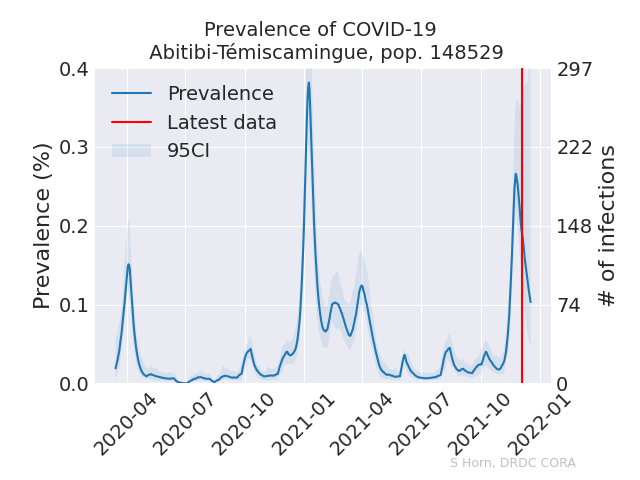 Prevalence of COVID-19
Abitibi-Témiscamingue, pop. 148529
Prevalence
Latest data
95CI
Prevalence (%)
0.4
0.3
0.2
0.1
0.0
297
222
148
74
0
# of infections
2020-04
2020-07
2020-10
2021-01
2021-04
2021-07
2021-10
2022-01
S Horn, DRDC CORA